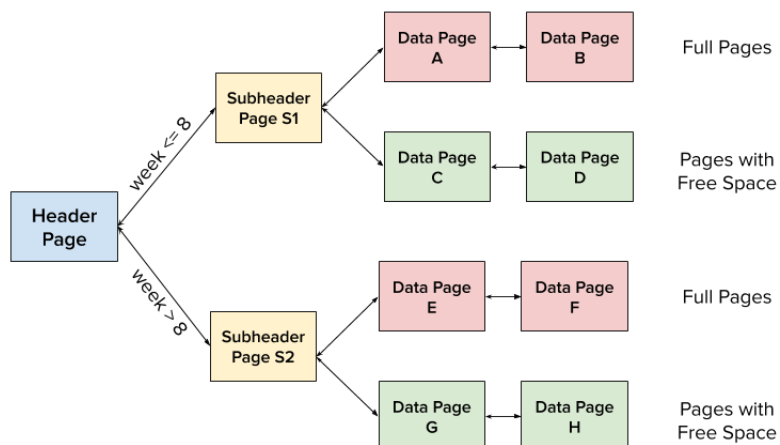 Data Page
A
Data Page
B
Full Pages
Subheader
Page S1
week <= 8
Data Page
C
Data Page
D
Pages with
Free Space
Header
Page
week > 8
Data Page
E
Data Page
F
Full Pages
Subheader
Page S2
Data Page
G
Data Page
H
Pages with
Free Space